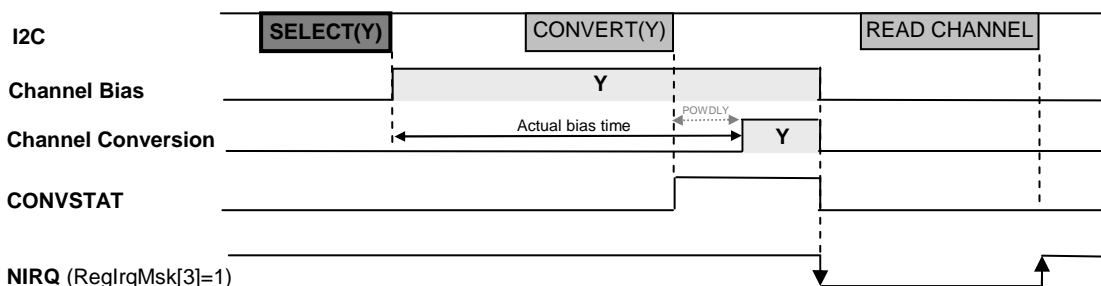 I2C
SELECT(Y)
CONVERT(Y)
READ CHANNEL
Channel Bias
Y
POWDLY
Actual bias time
Channel Conversion
Y
CONVSTAT
NIRQ (RegIrqMsk[3]=1)